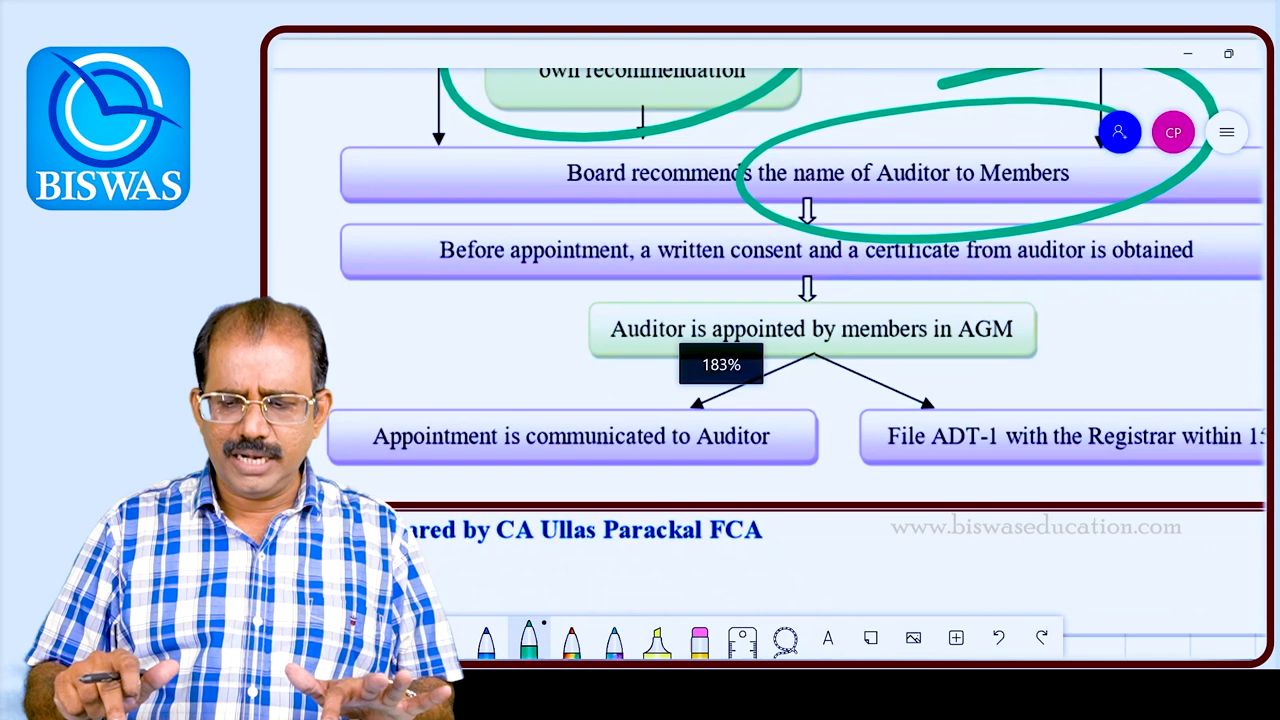 own recommendation
BISWAS
CP
Board recommends the name of Auditor to Members
Before appointment, a written consent and a certificate from auditor is obtained
Auditor is appointed by members in AGM
183%
Appointment is communicated to Auditor
File ADT-1 with the Registrar within 15
ared by CA Ullas Parackal FCA
www.biswaseducation.com
A